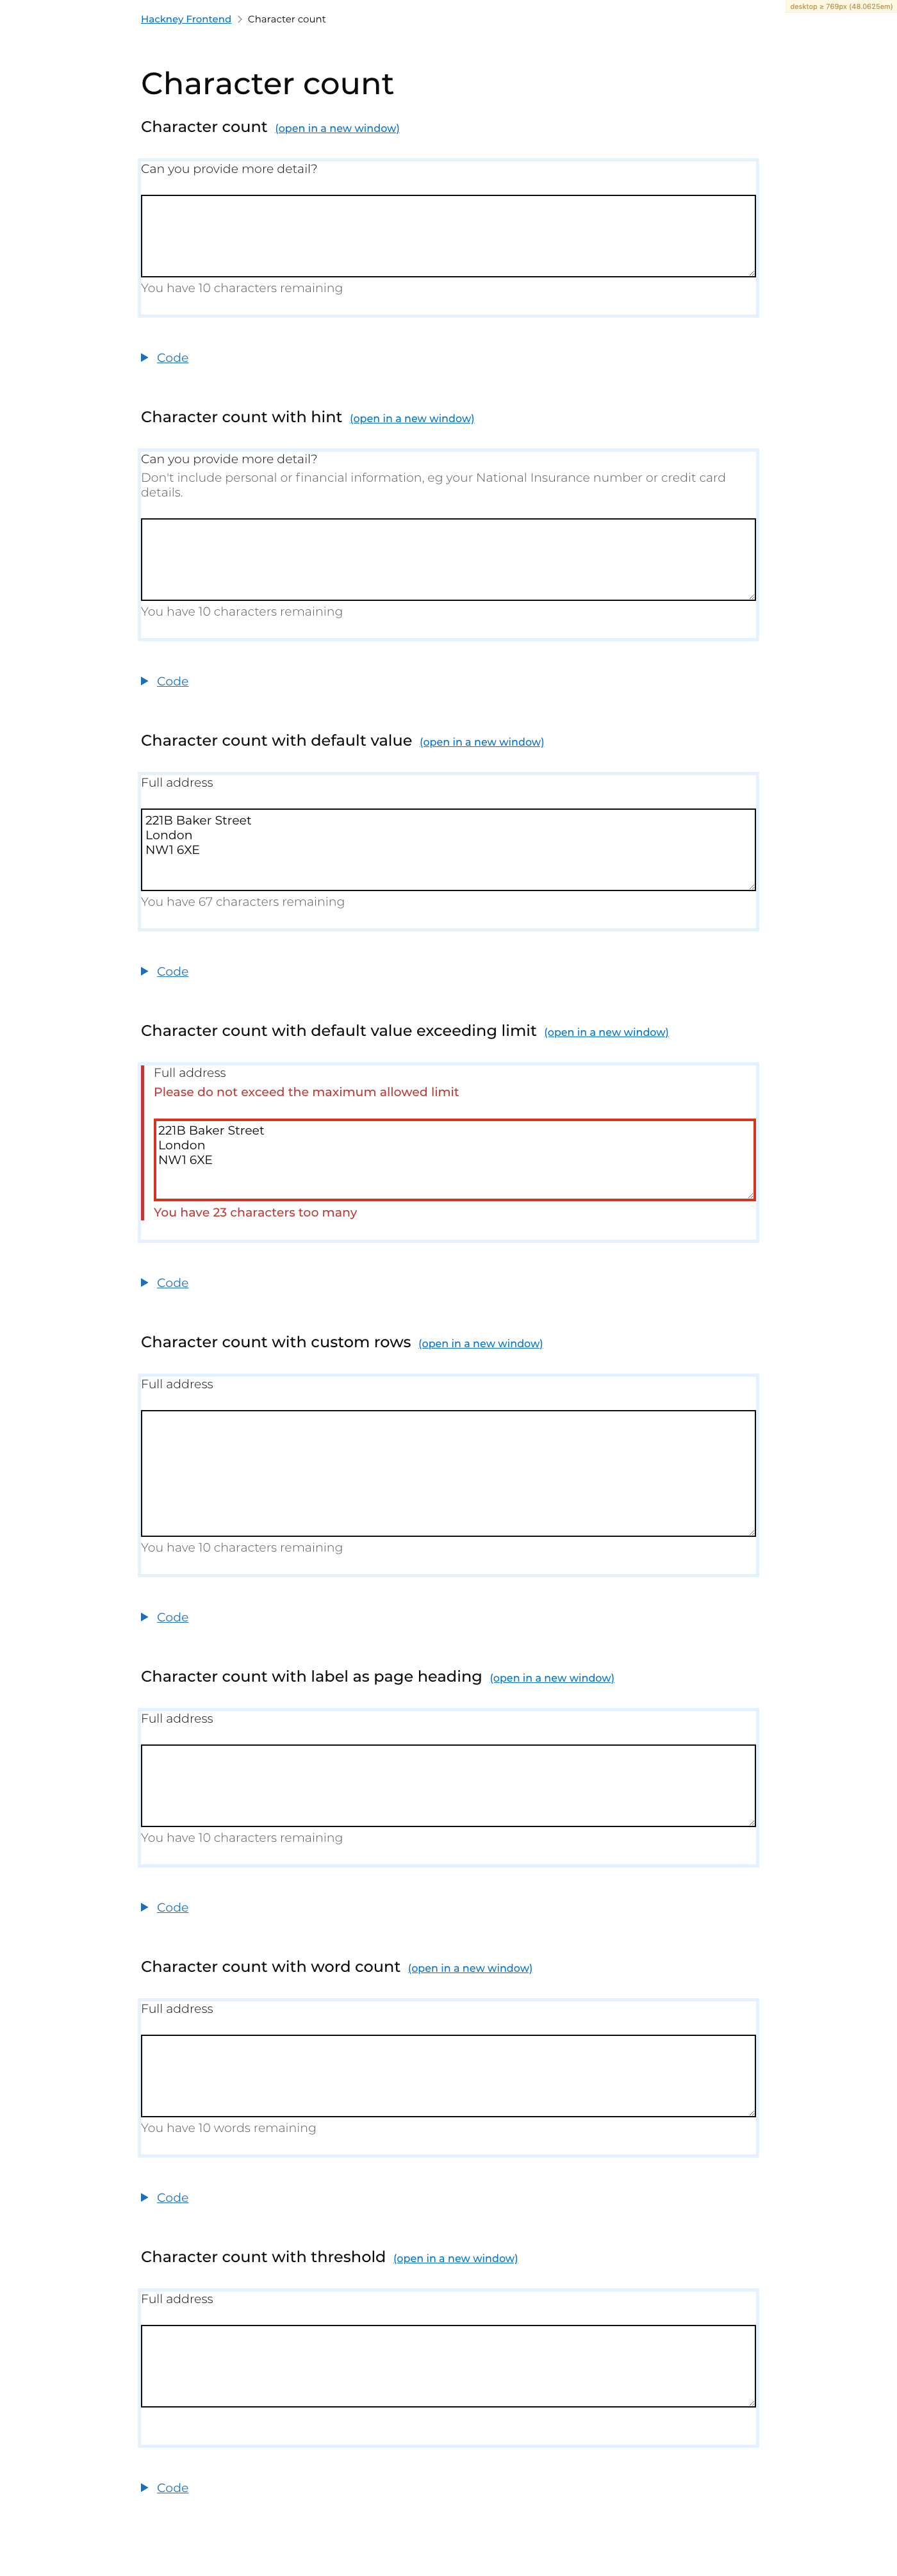 desktop ≥ 769px (48.0625em)
Hackney Frontend > Character count
Character count
Character count (open in a new window)
Can you provide more detail?
You have 10 characters remaining
Code
Character count with hint (open in a new window)
Can you provide more detail?
Don't include personal or financial information, eg your National Insurance number or credit card
details.
You have 10 characters remaining
Code
Character count with default value (open in a new window)
Full address
221B Baker Street
London
NW1 6XE
You have 67 characters remaining
Code
Character count with default value exceeding limit (open in a new window)
Full address
Please do not exceed the maximum allowed limit
221B Baker Street
London
NW1 6XE
You have 23 characters too many
Code
Character count with custom rows (open in a new window)
Full address
You have 10 characters remaining
Code
Character count with label as page heading (open in a new window)
Full address
You have 10 characters remaining
Code
Character count with word count (open in a new window)
Full address
You have 10 words remaining
Code
Character count with threshold (open in a new window)
Full address
Code